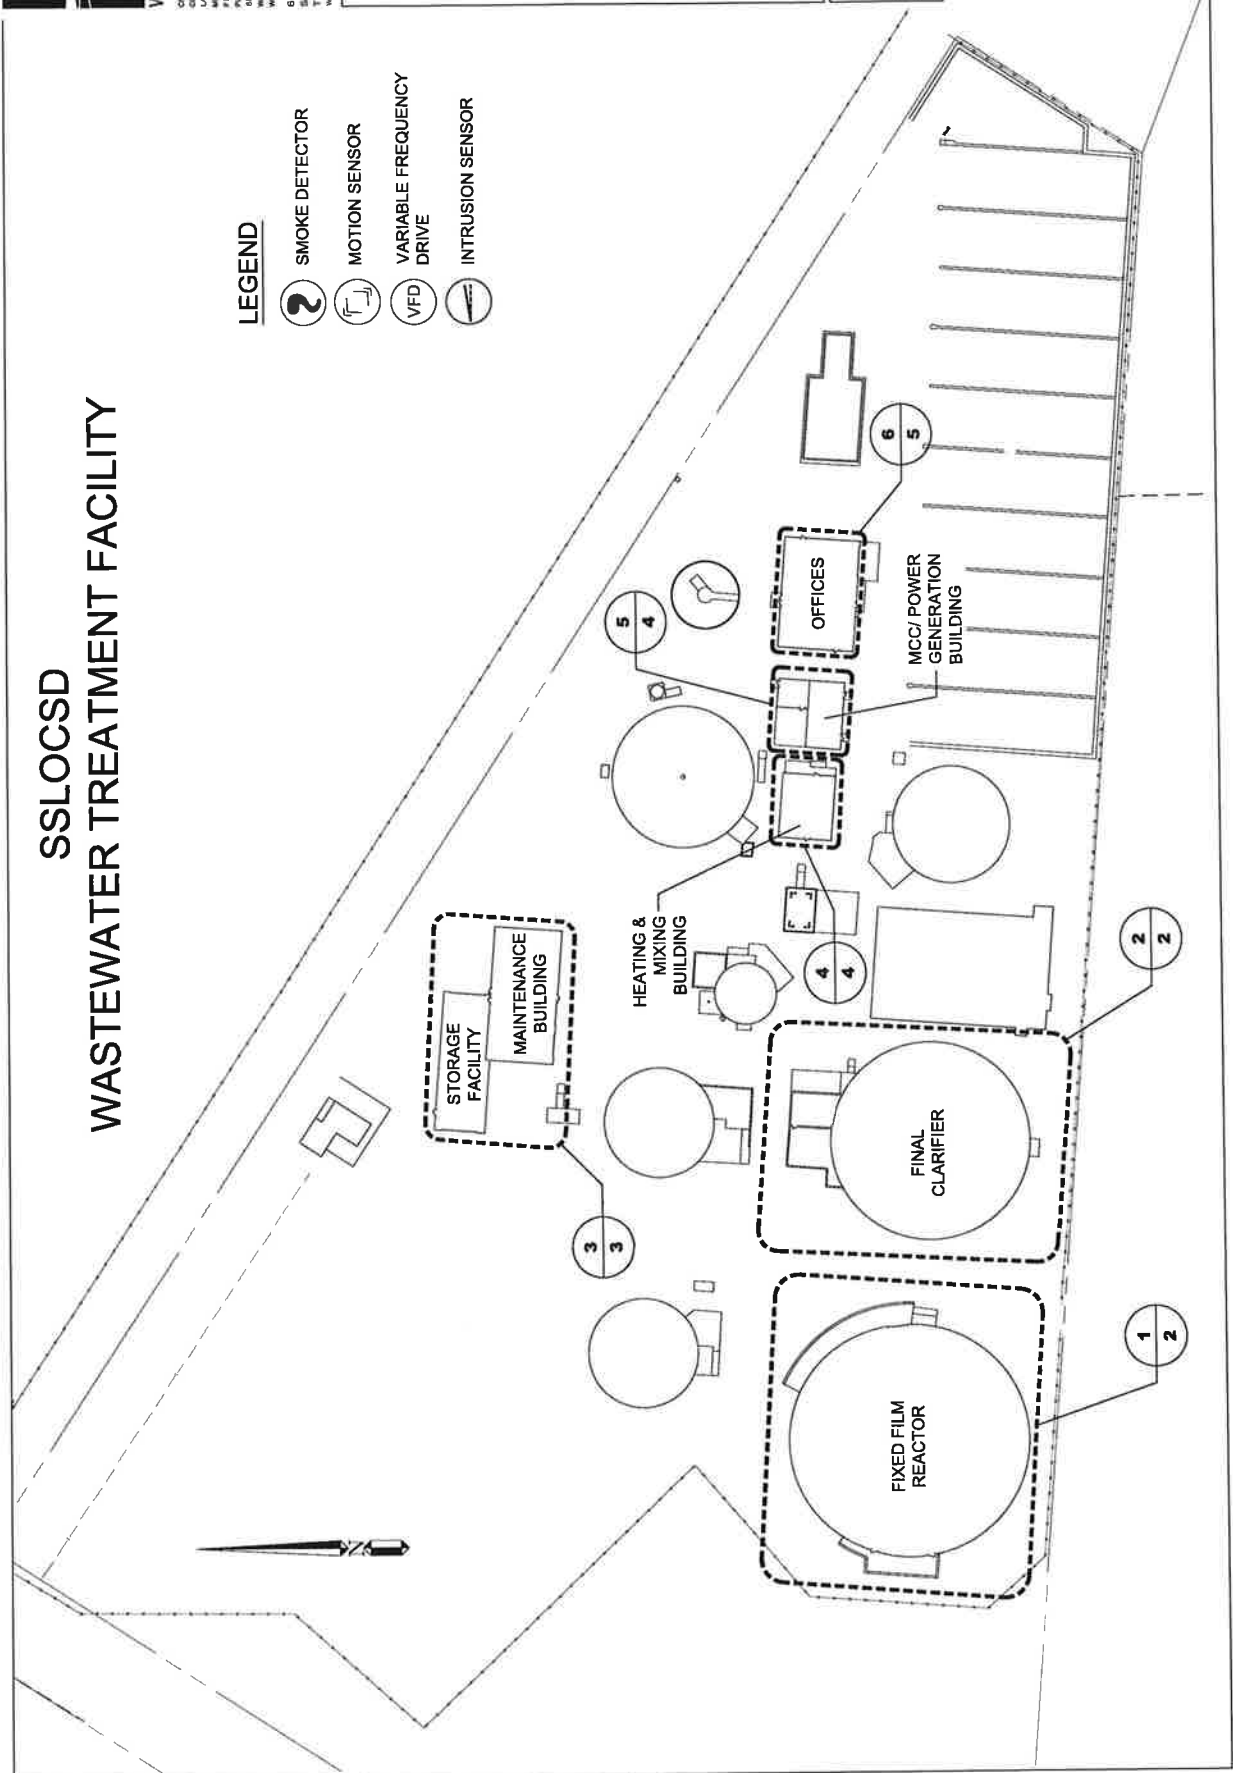 SSLOCSD
WASTEWATER TREATMENT FACILITY
LEGEND
SMOKE DETECTOR
MOTION SENSOR
VFD
VARIABLE FREQUENCY
DRIVE
INTRUSION SENSOR
STORAGE
FACILITY
MAINTENANCE
BUILDING
3
3
5
4
HEATING &
MIXING
BUILDING
OFFICES
6
5
MCC/ POWER
GENERATION
BUILDING
4
4
FINAL
CLARIFIER
2
2
FIXED FILM
REACTOR
1
2
N